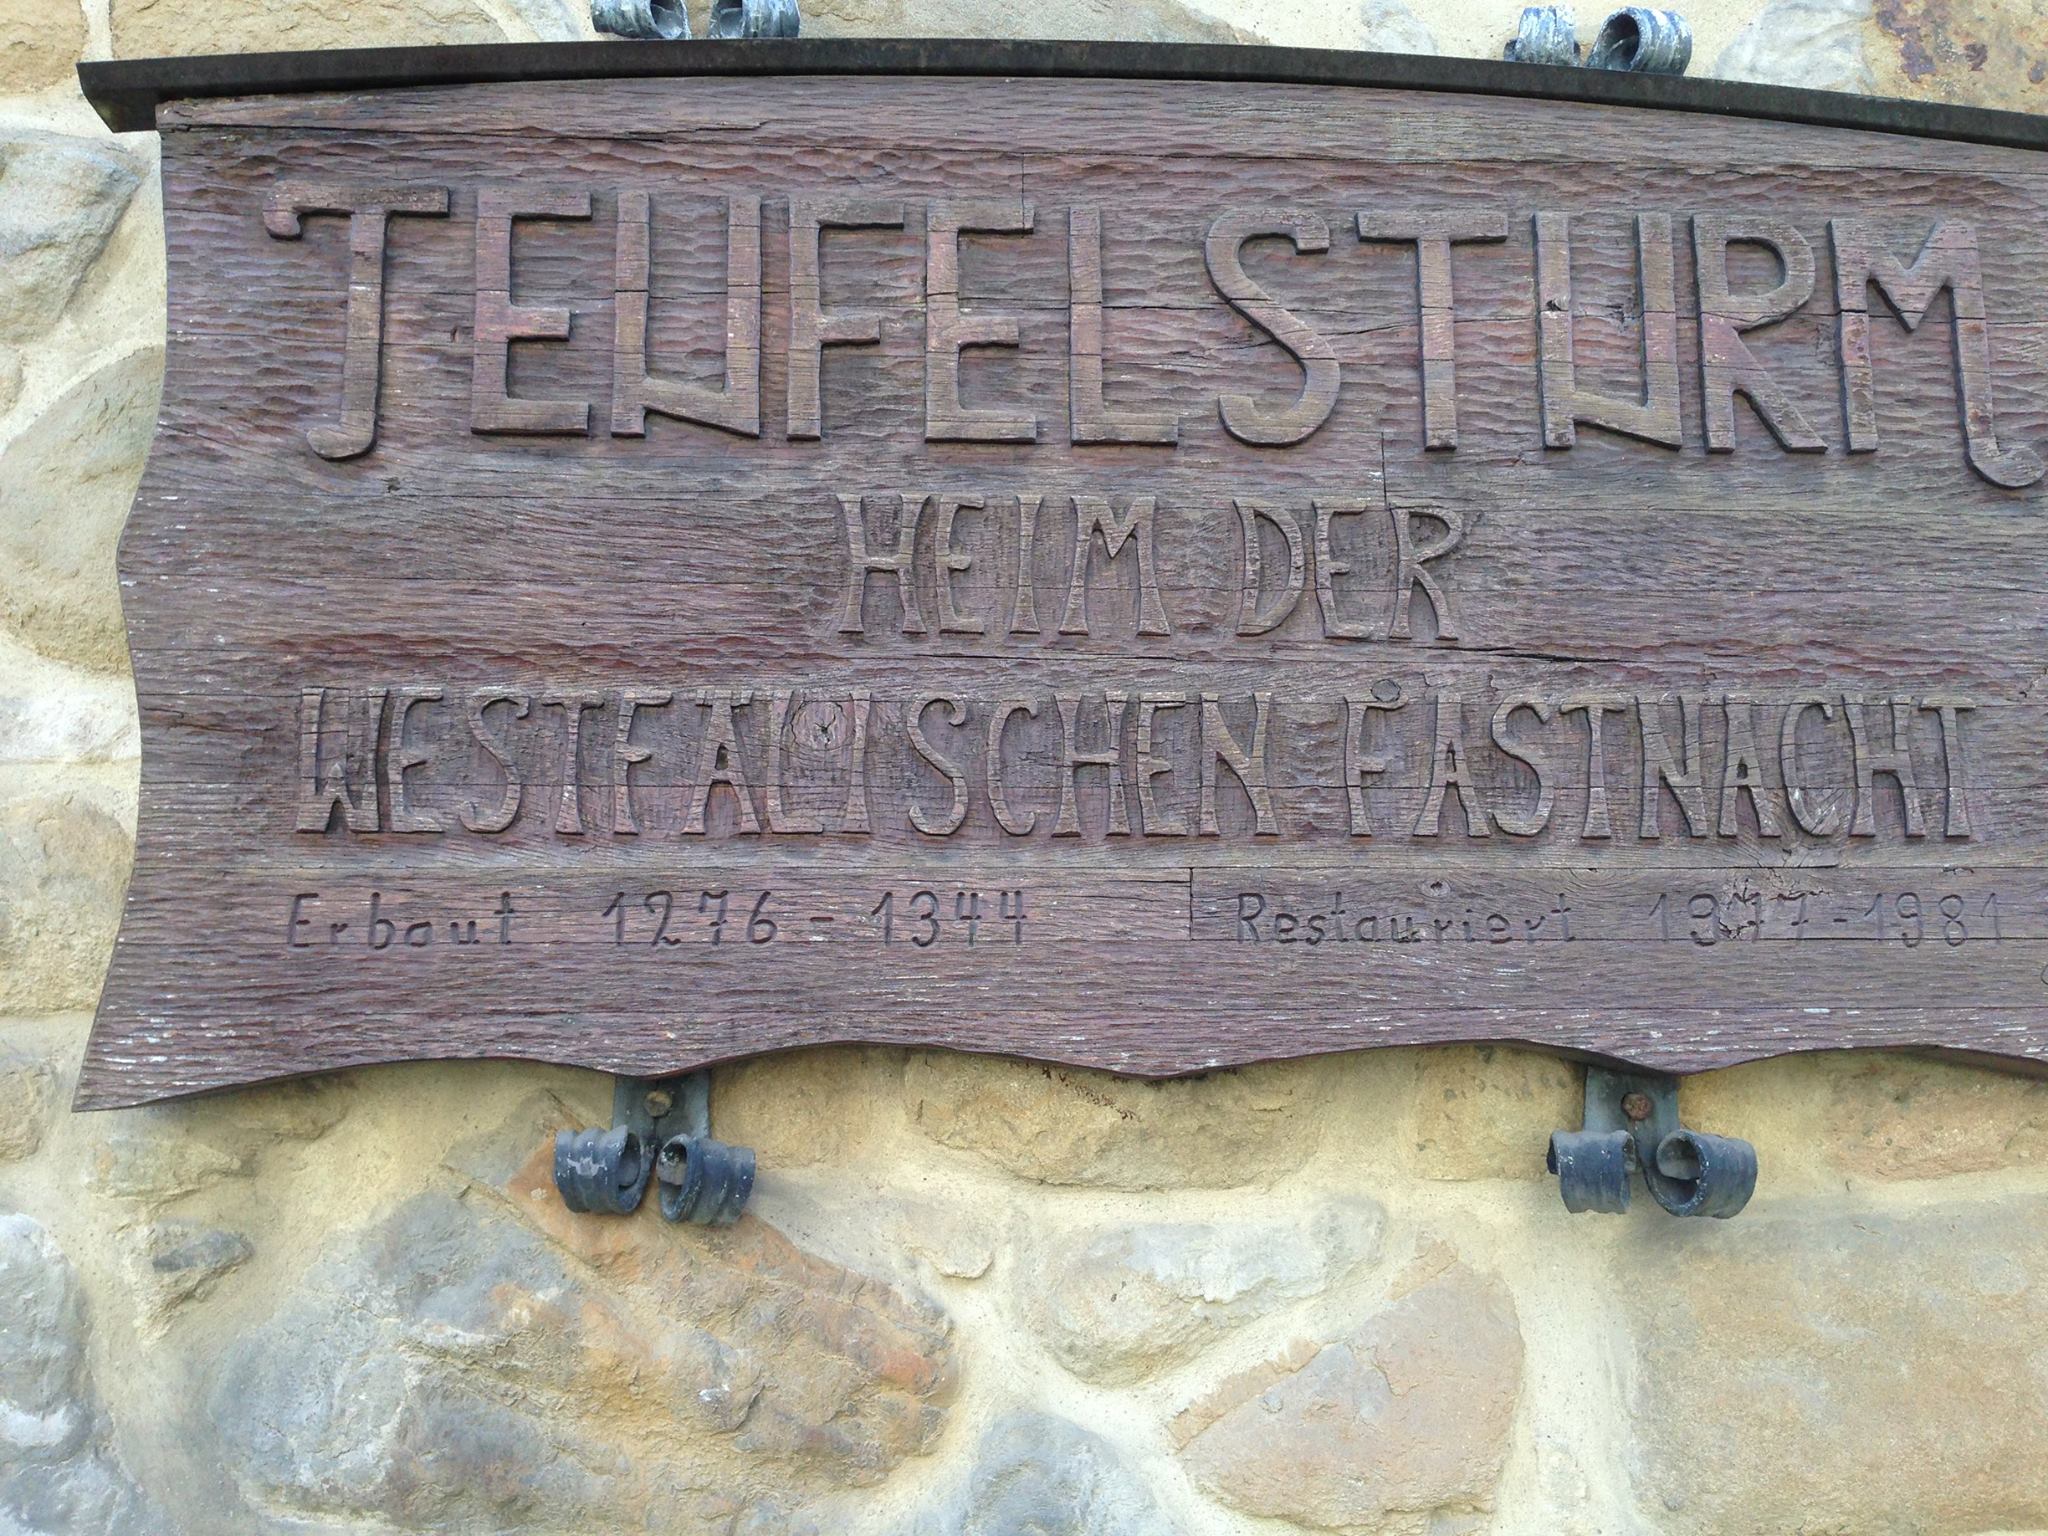 TEUFELSTURM
HEIM DER
WESTFÄLISCHEN FASTNACHT
Erbaut 1276 - 1344 Restauriert 1977-1981